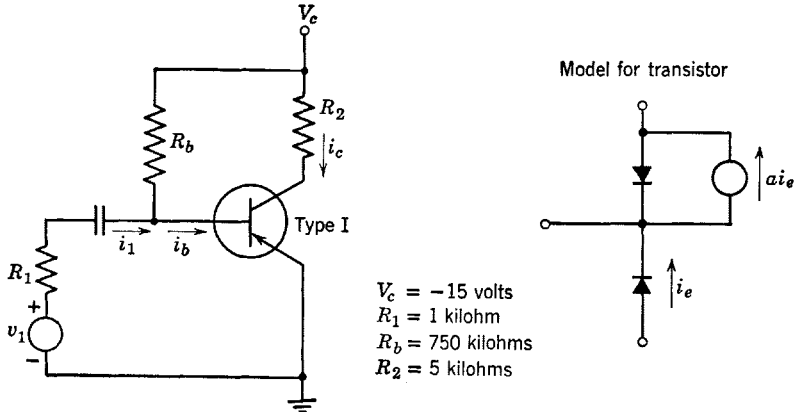 V_c
R_b
R_2
i_c
Type I
i_1
i_b
R_1
+
v_1
-
V_c = −15 volts
R_1 = 1 kilohm
R_b = 750 kilohms
R_2 = 5 kilohms
Model for transistor
ai_e
i_e